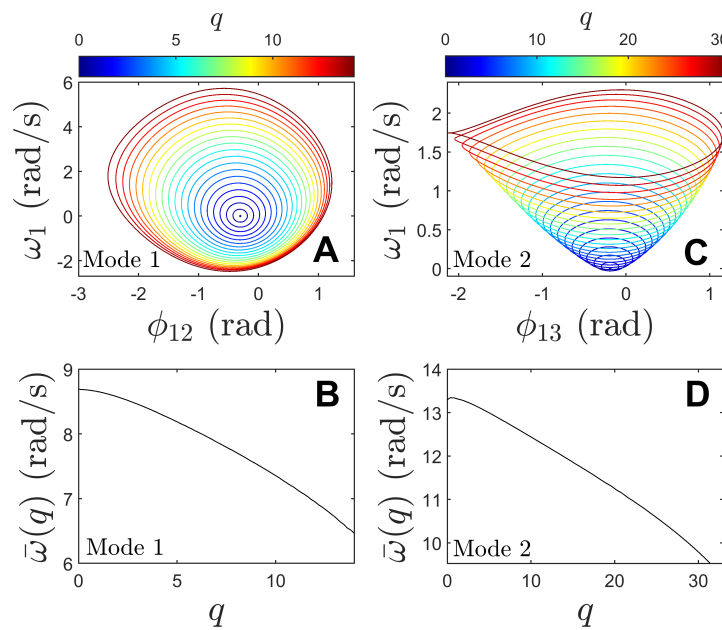 q
0 5 10
6
4
2
0
-2
ω₁ (rad/s)
Mode 1
A
-3 -2 -1 0 1
ϕ₁₂ (rad)
q
0 10 20 30
2
1.5
1
0.5
0
ω₁ (rad/s)
Mode 2
C
-2 -1 0 1
ϕ₁₃ (rad)
9
8
7
6
ω̄(q) (rad/s)
B
Mode 1
0 5 10
q
14
13
12
11
10
ω̄(q) (rad/s)
D
Mode 2
0 10 20 30
q